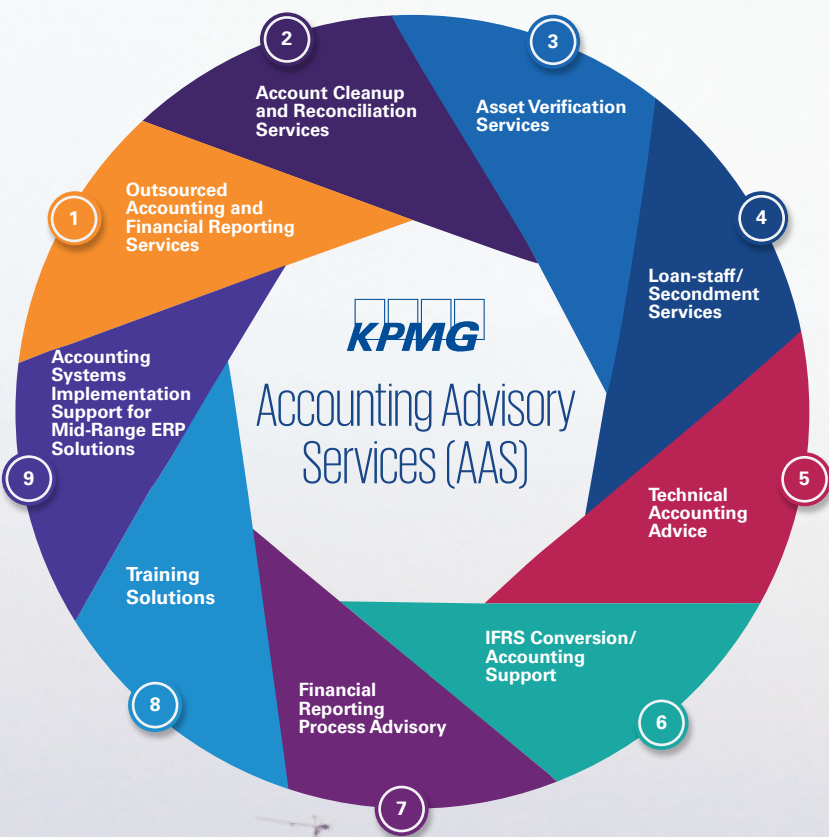 2
Account Cleanup
and Reconciliation
Services
3
Asset Verification
Services
1
Outsourced
Accounting and
Financial Reporting
Services
4
Loan-staff/
Secondment
Services
KPMG
Accounting Advisory
Services (AAS)
9
Accounting
Systems
Implementation
Support for
Mid-Range ERP
Solutions
5
Technical
Accounting
Advice
8
Training
Solutions
6
IFRS Conversion/
Accounting
Support
7
Financial
Reporting
Process Advisory